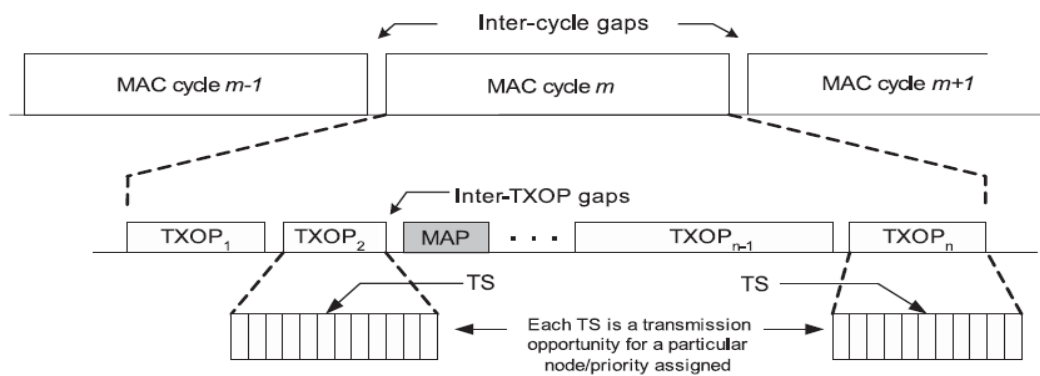 Inter-cycle gaps
MAC cycle m-1
MAC cycle m
MAC cycle m+1
Inter-TXOP gaps
TXOP1
TXOP2
MAP
. . .
TXOPn-1
TXOPn
TS
TS
Each TS is a transmission
opportunity for a particular
node/priority assigned